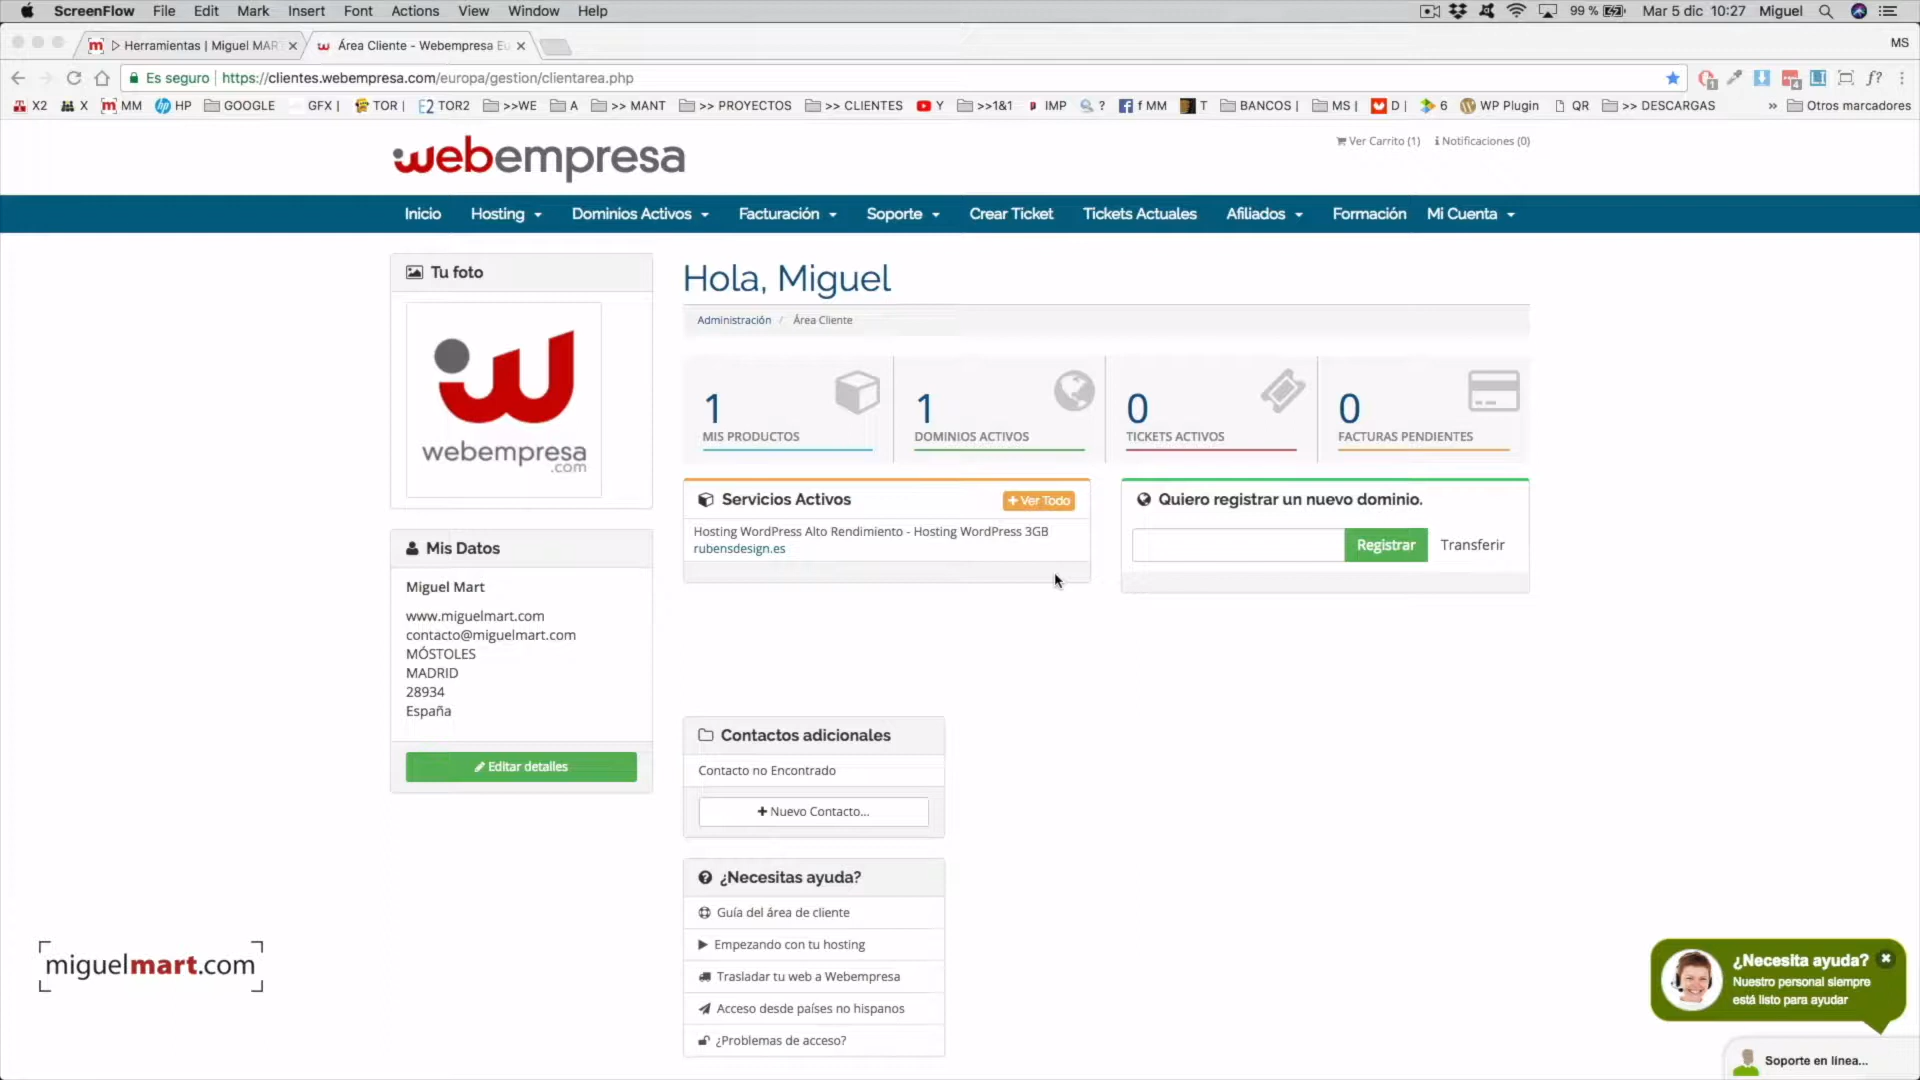 ScreenFlow File Edit Mark Insert Font Actions View Window Help
99 % Mar 5 dic 10:27 Miguel
Herramientas | Miguel MAR
Área Cliente - Webempresa Eu
MS
Es seguro https://clientes.webempresa.com/europa/gestion/clientarea.php
X2 X MM HP GOOGLE GFX | TOR | TOR2 >>WE A >> MANT >> PROYECTOS >> CLIENTES Y >>1&1 IMP ? f MM T BANCOS | MS | D | 6 WP Plugin QR >> DESCARGAS » Otros marcadores
webempresa
Ver Carrito (1) Notificaciones (0)
Inicio Hosting Dominios Activos Facturación Soporte Crear Ticket Tickets Actuales Afiliados Formación Mi Cuenta
Tu foto
webempresa
.com
Mis Datos
Miguel Mart
www.miguelmart.com
contacto@miguelmart.com
MÓSTOLES
MADRID
28934
España
Editar detalles
Hola, Miguel
Administración / Área Cliente
1
MIS PRODUCTOS
1
DOMINIOS ACTIVOS
0
TICKETS ACTIVOS
0
FACTURAS PENDIENTES
Servicios Activos
+ Ver Todo
Hosting WordPress Alto Rendimiento - Hosting WordPress 3GB
rubensdesign.es
Quiero registrar un nuevo dominio.
Registrar Transferir
Contactos adicionales
Contacto no Encontrado
+ Nuevo Contacto...
¿Necesitas ayuda?
Guía del área de cliente
Empezando con tu hosting
Trasladar tu web a Webempresa
Acceso desde países no hispanos
¿Problemas de acceso?
miguelmart.com
¿Necesita ayuda?
Nuestro personal siempre
está listo para ayudar
Soporte en línea...